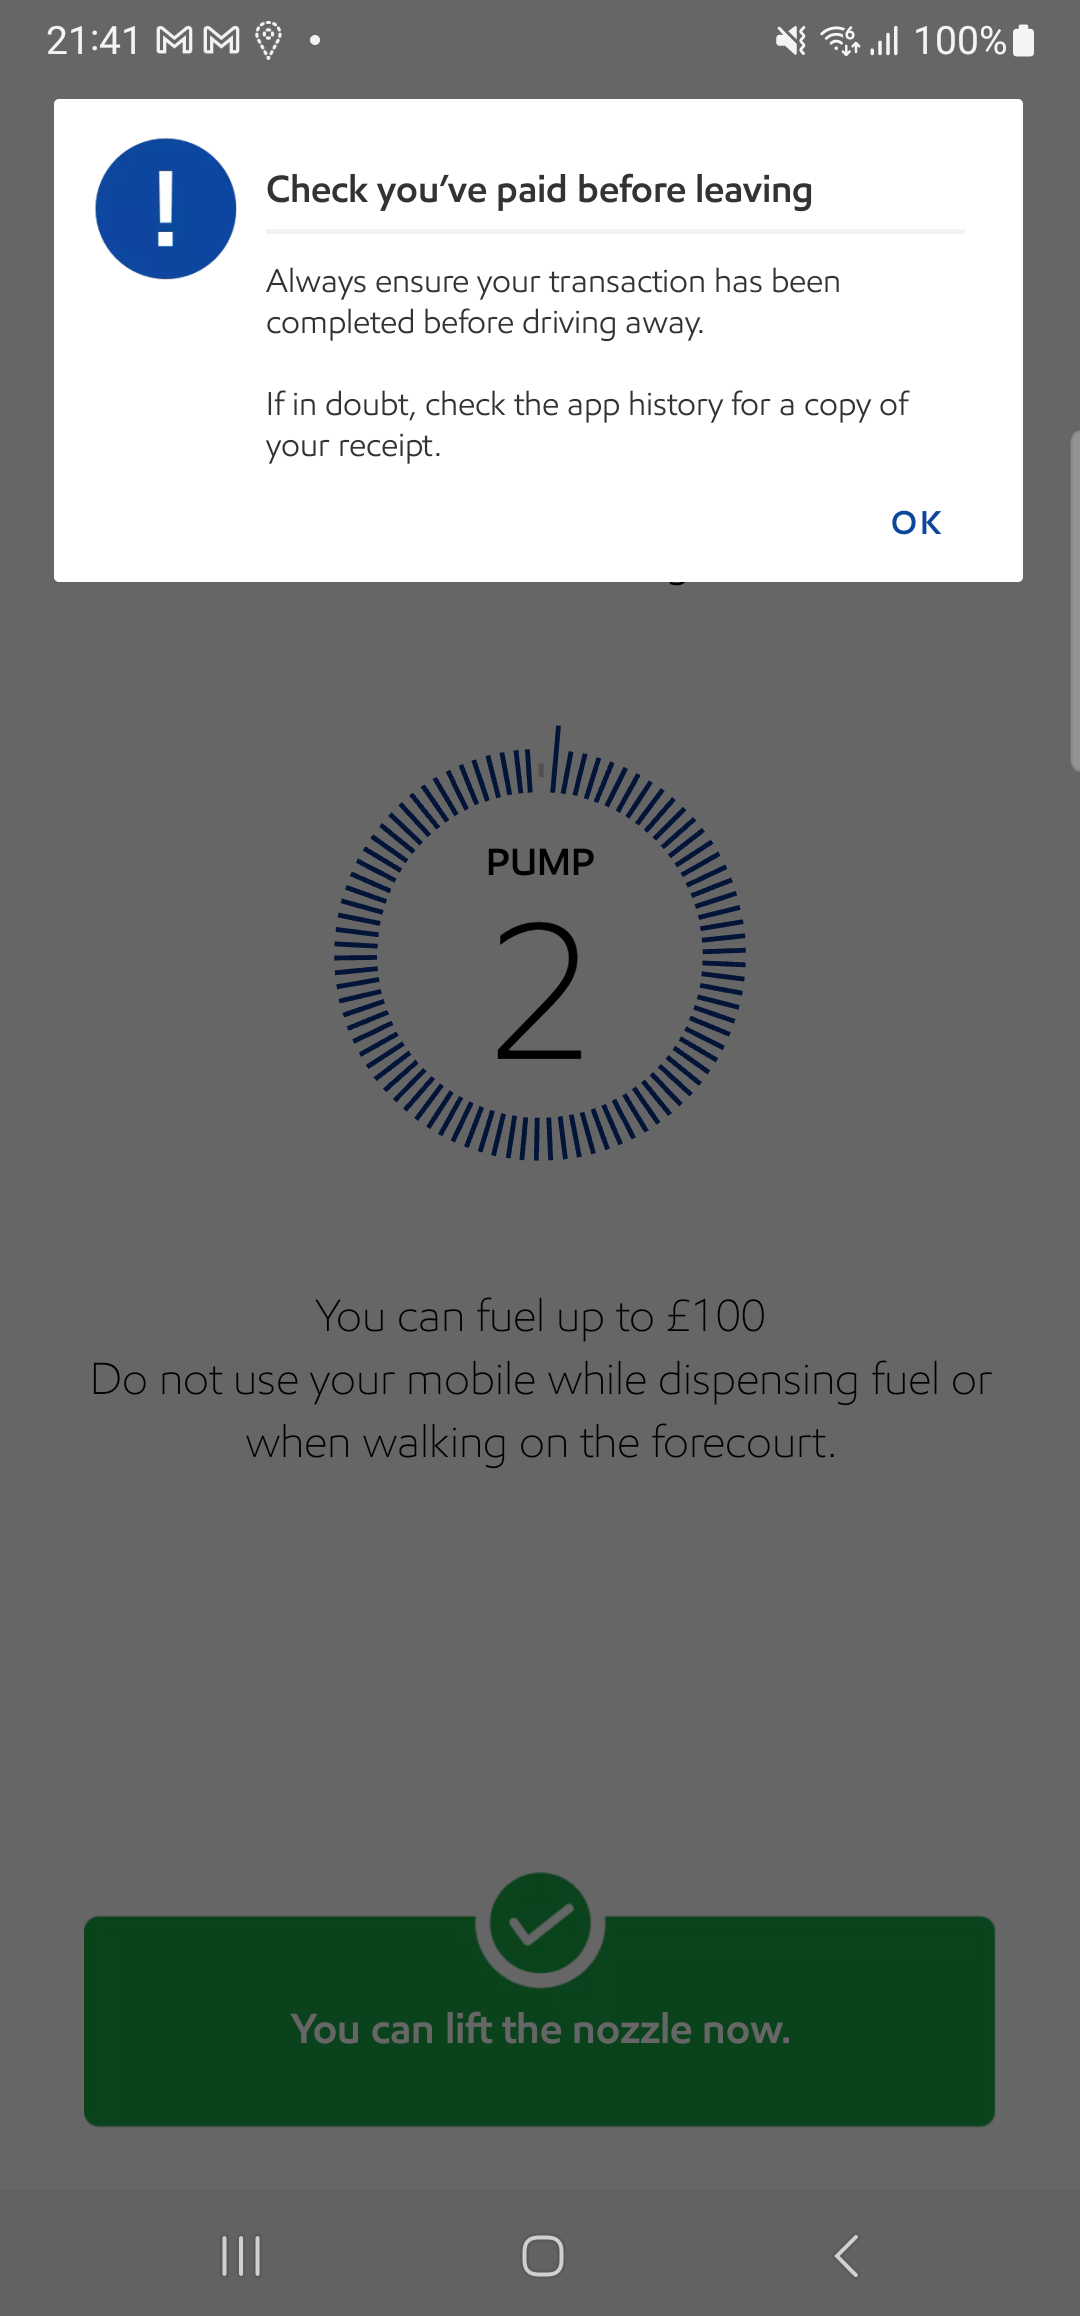 21:41
100%
Check you've paid before leaving
Always ensure your transaction has been
completed before driving away.
If in doubt, check the app history for a copy of
your receipt.
OK
PUMP
2
You can fuel up to £100
Do not use your mobile while dispensing fuel or
when walking on the forecourt.
You can lift the nozzle now.